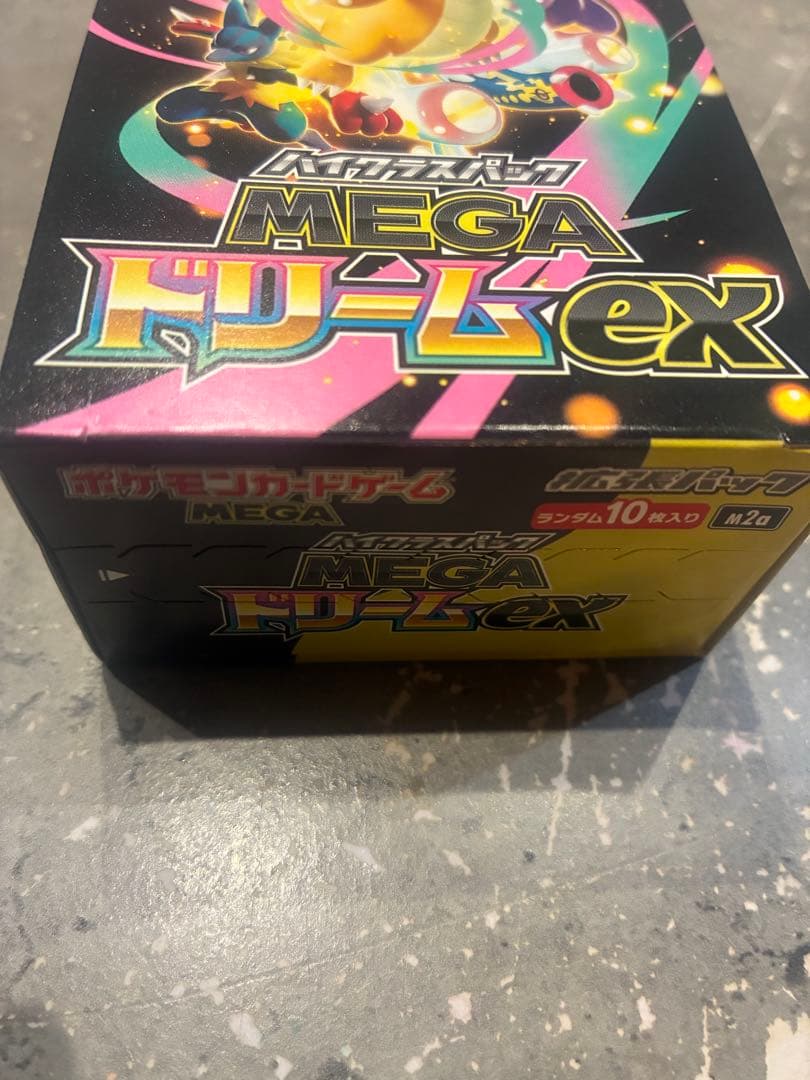 ハイクラスパック
MEGA
ドリームex
ポケモンカードゲーム
MEGA
拡張パック
ランダム10枚入り M2a
ハイクラスパック
MEGA
ドリームex